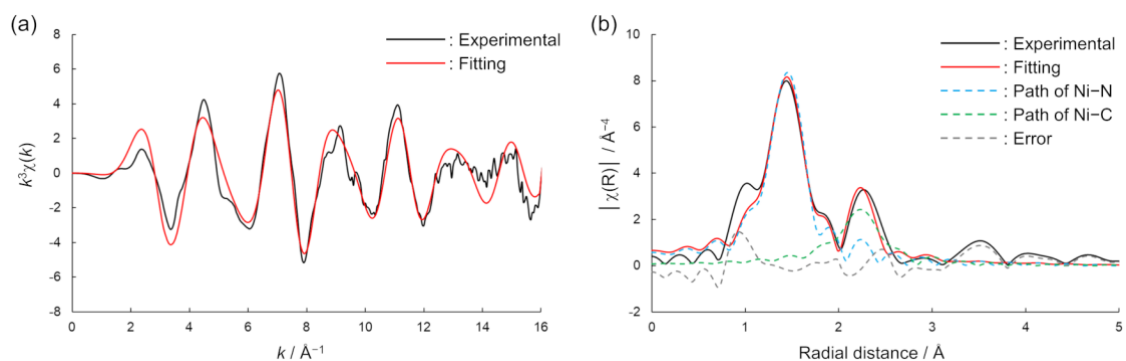 (a)
8
6
4
2
0
-2
-4
-6
-8
k³χ(k)
: Experimental
: Fitting
0 2 4 6 8 10 12 14 16
k / Å⁻¹
(b)
10
8
6
4
2
0
-2
|χ(R)| / Å⁻⁴
: Experimental
: Fitting
: Path of Ni−N
: Path of Ni−C
: Error
0 1 2 3 4 5
Radial distance / Å